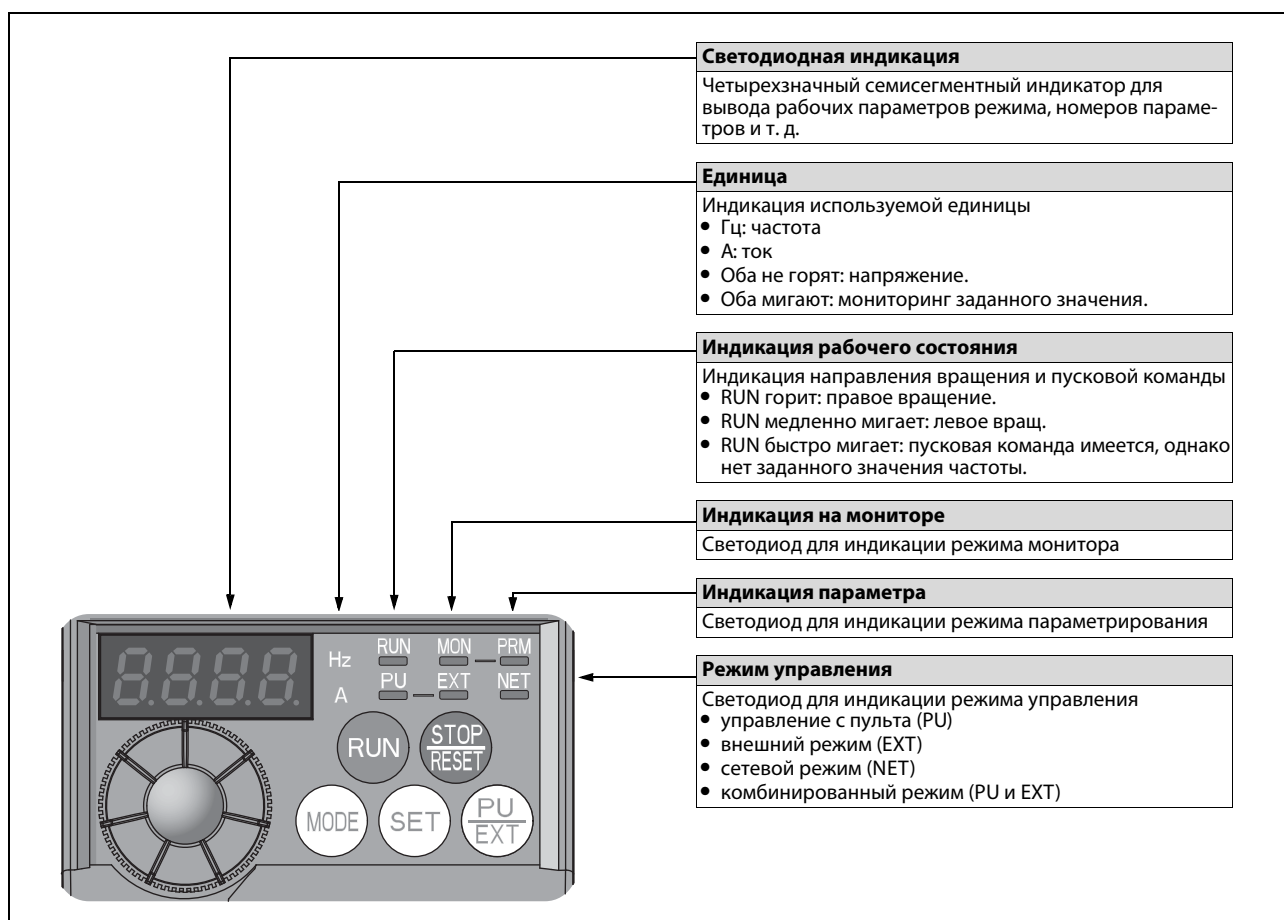 Светодиодная индикация
Четырехзначный семисегментный индикатор для
вывода рабочих параметров режима, номеров параме-
тров и т. д.
Единица
Индикация используемой единицы
• Гц: частота
• А: ток
• Оба не горят: напряжение.
• Оба мигают: мониторинг заданного значения.
Индикация рабочего состояния
Индикация направления вращения и пусковой команды
• RUN горит: правое вращение.
• RUN медленно мигает: левое вращ.
• RUN быстро мигает: пусковая команда имеется, однако
нет заданного значения частоты.
Индикация на мониторе
Светодиод для индикации режима монитора
Индикация параметра
Светодиод для индикации режима параметрирования
Режим управления
Светодиод для индикации режима управления
• управление с пульта (PU)
• внешний режим (EXT)
• сетевой режим (NET)
• комбинированный режим (PU и EXT)
8.8.8.8.
Hz
A
RUN MON PRM
PU EXT NET
RUN
STOP
RESET
MODE
SET
PU
EXT